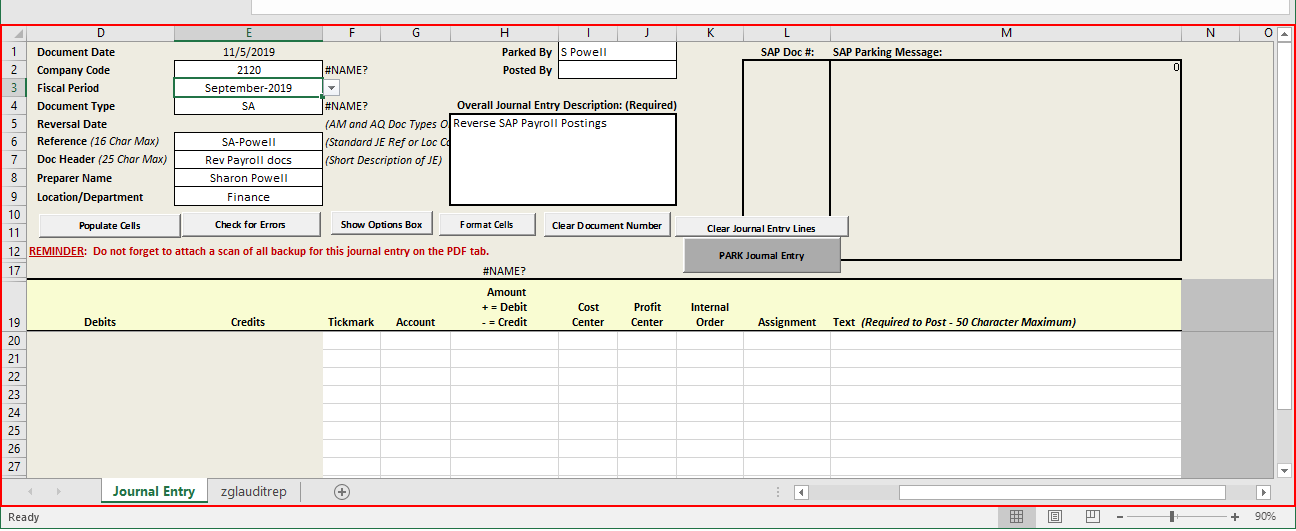 D E F G H I J K L M N O
1 Document Date 11/5/2019 Parked By S Powell SAP Doc #: SAP Parking Message:
2 Company Code 2120 #NAME? Posted By 0
3 Fiscal Period September-2019
4 Document Type SA #NAME? Overall Journal Entry Description: (Required)
5 Reversal Date (AM and AQ Doc Types O Reverse SAP Payroll Postings
6 Reference (16 Char Max) SA-Powell (Standard JE Ref or Loc Co
7 Doc Header (25 Char Max) Rev Payroll docs (Short Description of JE)
8 Preparer Name Sharon Powell
9 Location/Department Finance
10
11 Populate Cells Check for Errors Show Options Box Format Cells Clear Document Number Clear Journal Entry Lines
12 REMINDER: Do not forget to attach a scan of all backup for this journal entry on the PDF tab. PARK Journal Entry
17 #NAME?
Amount
+ = Debit Cost Profit Internal
19 Debits Credits Tickmark Account - = Credit Center Center Order Assignment Text (Required to Post - 50 Character Maximum)
20
21
22
23
24
25
26
27
Journal Entry zglauditrep
Ready 90%